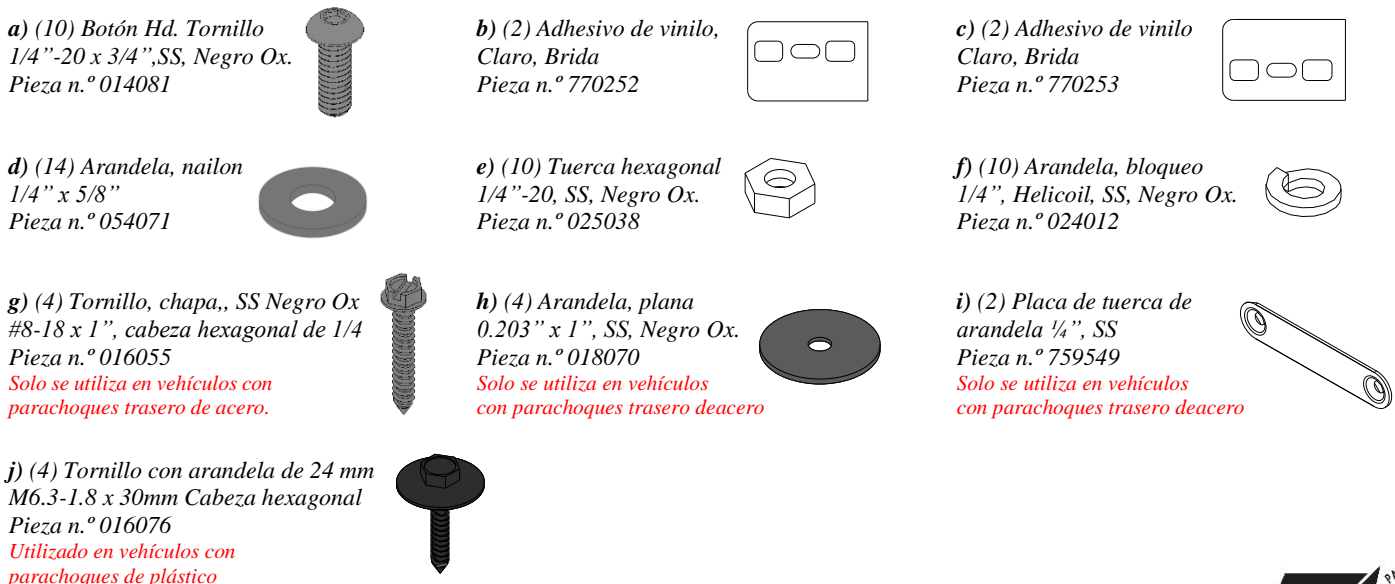 a) (10) Botón Hd. Tornillo
1/4”-20 x 3/4”,SS, Negro Ox.
Pieza n.º 014081
b) (2) Adhesivo de vinilo,
Claro, Brida
Pieza n.º 770252
c) (2) Adhesivo de vinilo
Claro, Brida
Pieza n.º 770253
d) (14) Arandela, nailon
1/4” x 5/8”
Pieza n.º 054071
e) (10) Tuerca hexagonal
1/4”-20, SS, Negro Ox.
Pieza n.º 025038
f) (10) Arandela, bloqueo
1/4”, Helicoil, SS, Negro Ox.
Pieza n.º 024012
g) (4) Tornillo, chapa,, SS Negro Ox
#8-18 x 1”, cabeza hexagonal de 1/4
Pieza n.º 016055
Solo se utiliza en vehículos con
parachoques trasero de acero.
h) (4) Arandela, plana
0.203” x 1”, SS, Negro Ox.
Pieza n.º 018070
Solo se utiliza en vehículos
con parachoques trasero deacero
i) (2) Placa de tuerca de
arandela ¼”, SS
Pieza n.º 759549
Solo se utiliza en vehículos
con parachoques trasero deacero
j) (4) Tornillo con arandela de 24 mm
M6.3-1.8 x 30mm Cabeza hexagonal
Pieza n.º 016076
Utilizado en vehículos con
parachoques de plástico